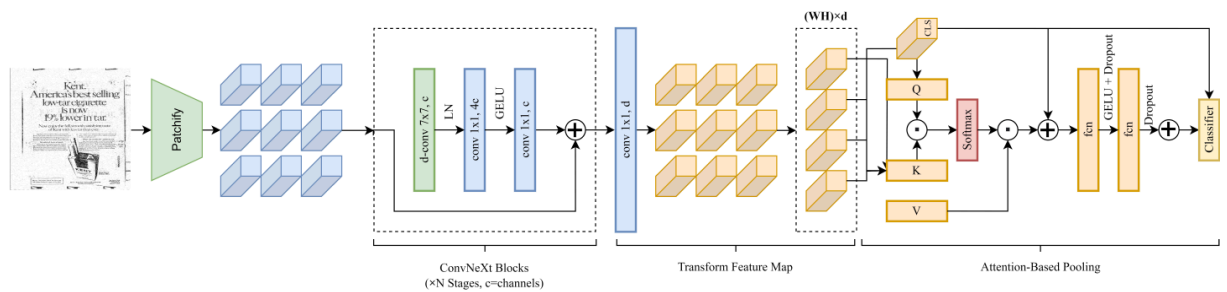 Kent.
America's best selling
low-tar cigarette
is now
19% lower in tar.
Patchify
d-conv 7x7, c
LN
conv 1x1, 4c
GELU
conv 1x1, c
ConvNeXt Blocks
(×N Stages, c=channels)
conv 1x1, d
(WH)×d
Transform Feature Map
CLS
Q
K
V
Softmax
fcn
GELU + Dropout
fcn
Dropout
Classifier
Attention-Based Pooling